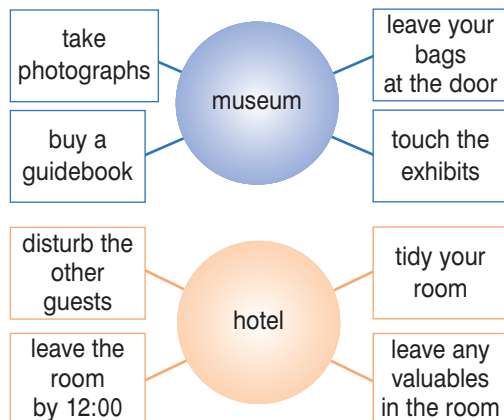 take
photographs
museum
leave your
bags
at the door
buy a
guidebook
touch the
exhibits
disturb the
other
guests
hotel
tidy your
room
leave the
room
by 12:00
leave any
valuables
in the room